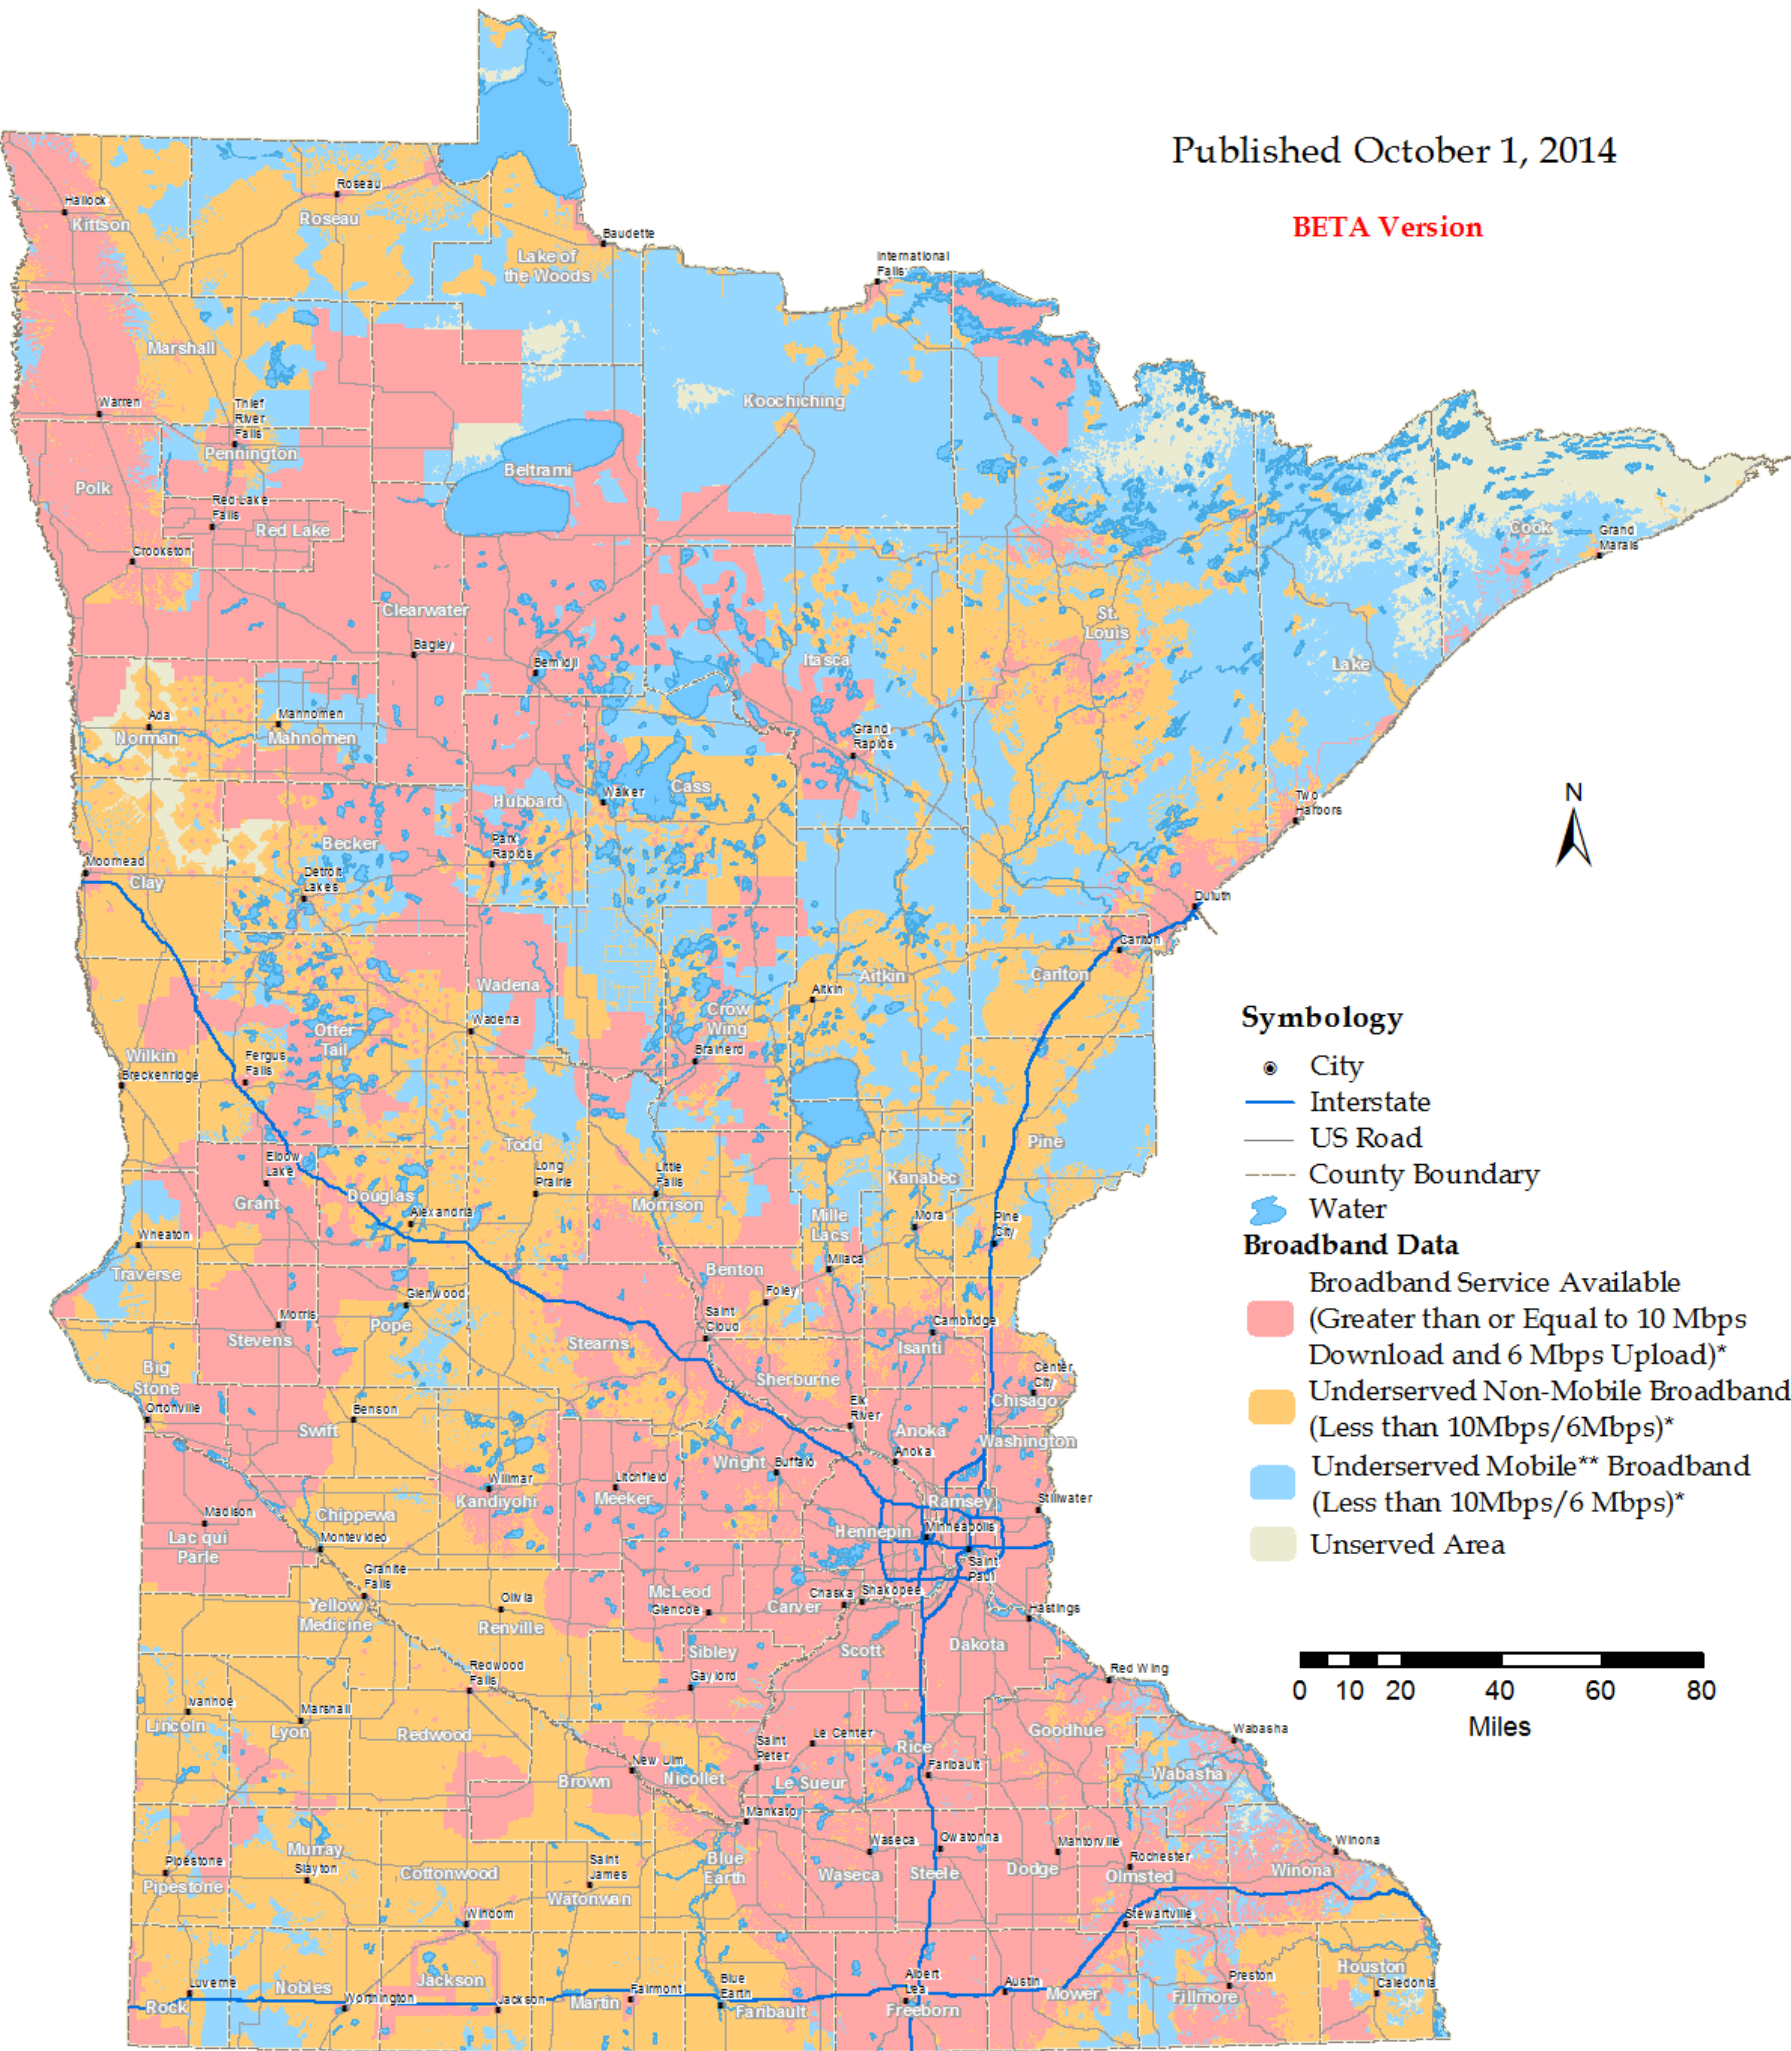 Published October 1, 2014
BETA Version
Roseau
Hallock
Kittson
Roseau
Baudette
Lake of
the Woods
International
Falls
Marshall
Koochiching
Warren
Thief
River
Falls
Pennington
Beltrami
Polk
Red Lake
Falls
Red Lake
Cook
Grand
Marais
Crookston
Clearwater
St.
Louis
Bagley
Bemidji
Itasca
Lake
Ada
Mahnomen
Norman
Mahnomen
Grand
Rapids
Cass
Walker
Hubbard
Two
Harbors
N
Park
Rapids
Becker
Moorhead
Clay
Detroit
Lakes
Duluth
Carlton
Aitkin
Carlton
Wadena
Aitkin
Crow
Wing
Wadena
Otter
Tail
Brainerd
Wilkin
Fergus
Falls
Breckenridge
Symbology
City
Interstate
US Road
County Boundary
Water
Pine
Todd
Elbow
Lake
Long
Prairie
Little
Falls
Kanabec
Grant
Douglas
Morrison
Alexandria
Mille
Lacs
Mora
Pine
City
Wheaton
Traverse
Benton
Milaca
Glenwood
Foley
Morris
Stevens
Pope
Saint
Cloud
Cambridge
Stearns
Isanti
Big
Stone
Sherburne
Center
City
Ortonville
Benson
Elk
River
Chisago
Swift
Anoka
Anoka
Washington
Broadband Data
Broadband Service Available
(Greater than or Equal to 10 Mbps
Download and 6 Mbps Upload)*
Underserved Non-Mobile Broadband
(Less than 10Mbps/6Mbps)*
Underserved Mobile** Broadband
(Less than 10Mbps/6 Mbps)*
Unserved Area
Wright
Buffalo
Willmar
Kandiyohi
Litchfield
Meeker
Ramsey
Stillwater
Madison
Chippewa
Hennepin
Minneapolis
Lac qui
Parle
Montevideo
Saint
Paul
Granite
Falls
Olivia
McLeod
Glencoe
Chaska
Shakopee
Carver
Yellow
Medicine
Renville
Hastings
Sibley
Scott
Dakota
Redwood
Falls
Gaylord
Red Wing
0 10 20 40 60 80
Miles
Ivanhoe
Lincoln
Marshall
Lyon
Redwood
Le Center
Goodhue
Wabasha
Saint
Peter
Rice
New Ulm
Nicollet
Faribault
Brown
Le Sueur
Wabasha
Mankato
Waseca
Owatonna
Mantorville
Winona
Murray
Slayton
Pipestone
Pipestone
Cottonwood
Saint
James
Watonwan
Blue
Earth
Waseca
Steele
Dodge
Rochester
Olmsted
Winona
Windom
Stewartville
Houston
Luverne
Nobles
Jackson
Blue
Earth
Albert
Lea
Austin
Preston
Caledonia
Rock
Worthington
Jackson
Martin
Fairmont
Faribault
Freeborn
Mower
Fillmore